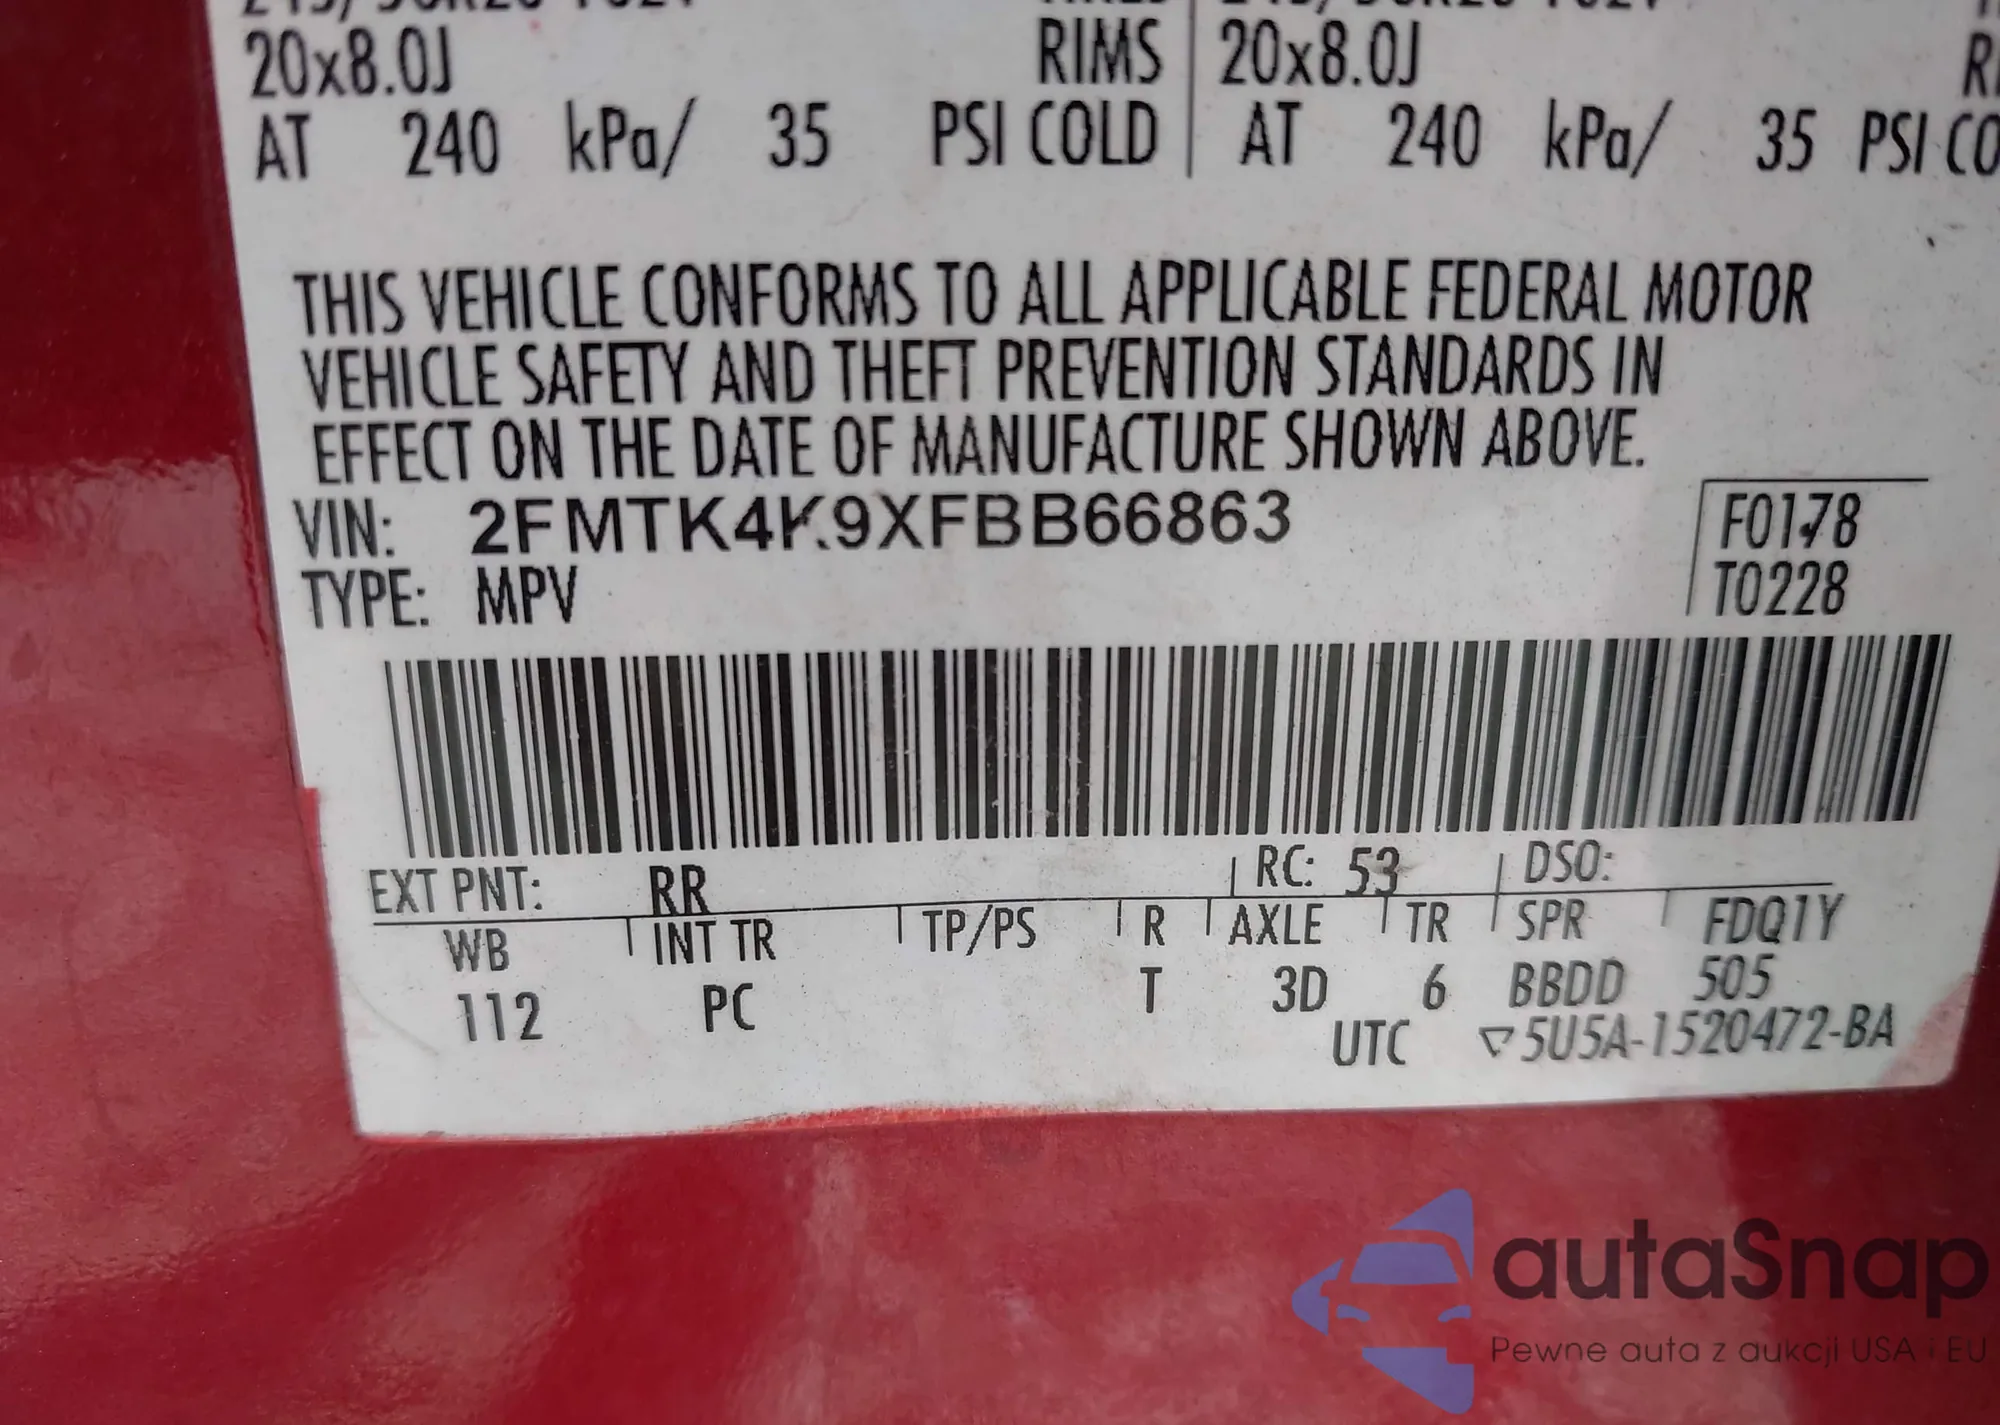 20x8.0J RIMS 20x8.0J
AT 240 kPa/ 35 PSI COLD AT 240 kPa/ 35 PSI CO
THIS VEHICLE CONFORMS TO ALL APPLICABLE FEDERAL MOTOR
VEHICLE SAFETY AND THEFT PREVENTION STANDARDS IN
EFFECT ON THE DATE OF MANUFACTURE SHOWN ABOVE.
VIN: 2FMTK4K9XFBB66863 F0178
TYPE: MPV T0228
EXT PNT: RR RC: 53 DSO:
WB INT TR TP/PS R AXLE TR SPR FDQ1Y
112 PC T 3D 6 BBDD 505
UTC ▽5U5A-1520472-BA
autaSnap
Pewne auta z aukcji USA i EU